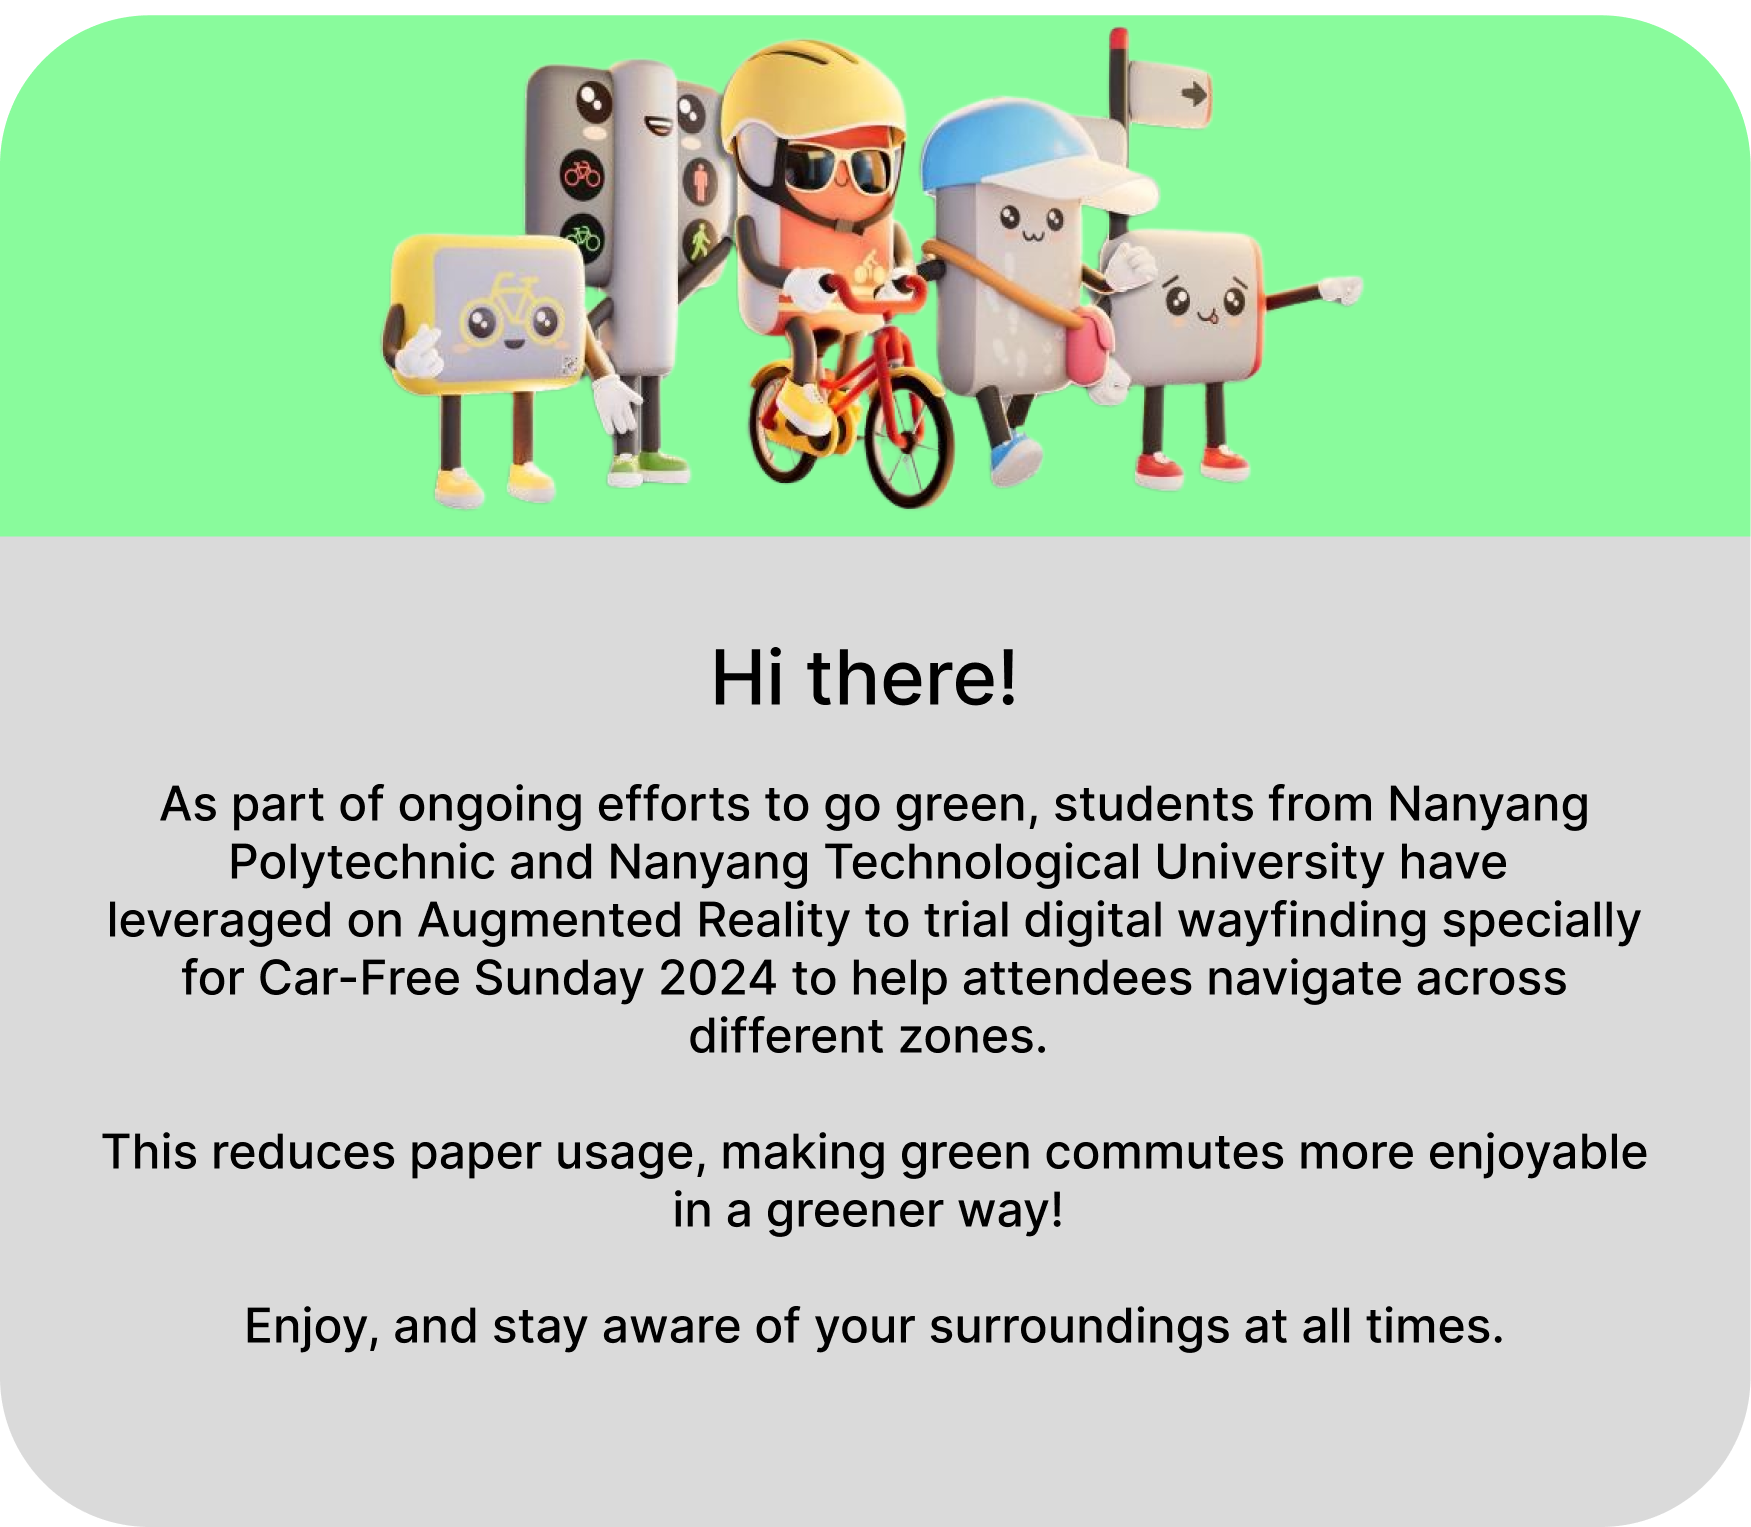 Hi there!
As part of ongoing efforts to go green, students from Nanyang
Polytechnic and Nanyang Technological University have
leveraged on Augmented Reality to trial digital wayfinding specially
for Car-Free Sunday 2024 to help attendees navigate across
different zones.
This reduces paper usage, making green commutes more enjoyable
in a greener way!
Enjoy, and stay aware of your surroundings at all times.